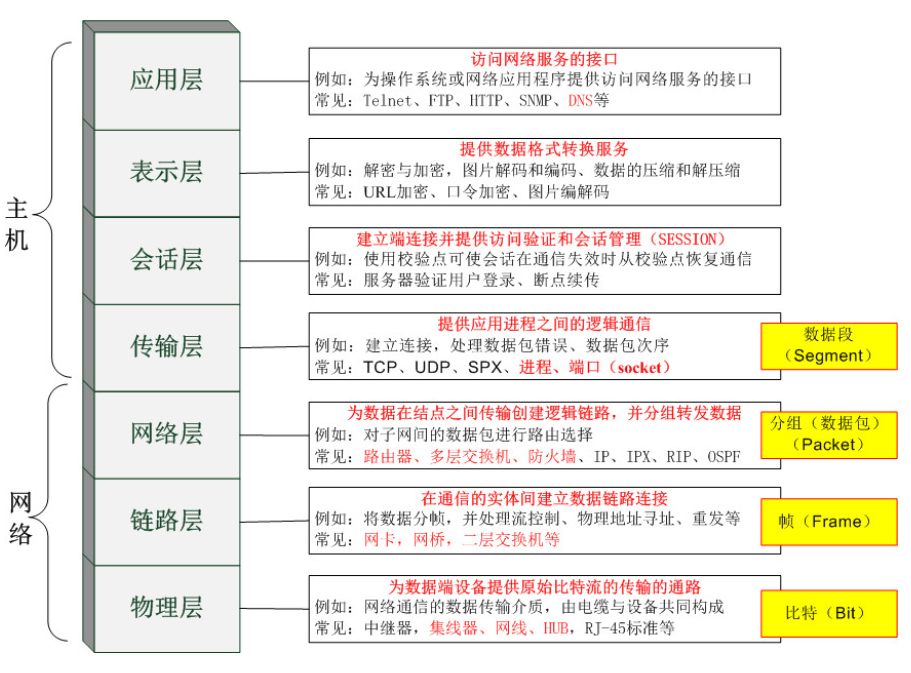 主机
应用层
访问网络服务的接口
例如：为操作系统或网络应用程序提供访问网络服务的接口
常见：Telnet、FTP、HTTP、SNMP、DNS等
表示层
提供数据格式转换服务
例如：解密与加密，图片解码和编码、数据的压缩和解压缩
常见：URL加密、口令加密、图片编解码
会话层
建立端连接并提供访问验证和会话管理（SESSION）
例如：使用校验点可使会话在通信失效时从校验点恢复通信
常见：服务器验证用户登录、断点续传
传输层
提供应用进程之间的逻辑通信
例如：建立连接，处理数据包错误、数据包次序
常见：TCP、UDP、SPX、进程、端口（socket）
数据段
（Segment）
网络
网络层
为数据在结点之间传输创建逻辑链路，并分组转发数据
例如：对子网间的数据包进行路由选择
常见：路由器、多层交换机、防火墙、IP、IPX、RIP、OSPF
分组（数据包）
（Packet）
链路层
在通信的实体间建立数据链路连接
例如：将数据分帧，并处理流控制、物理地址寻址、重发等
常见：网卡，网桥，二层交换机等
帧（Frame）
物理层
为数据端设备提供原始比特流的传输的通路
例如：网络通信的数据传输介质，由电缆与设备共同构成
常见：中继器，集线器、网线、HUB，RJ-45标准等
比特（Bit）